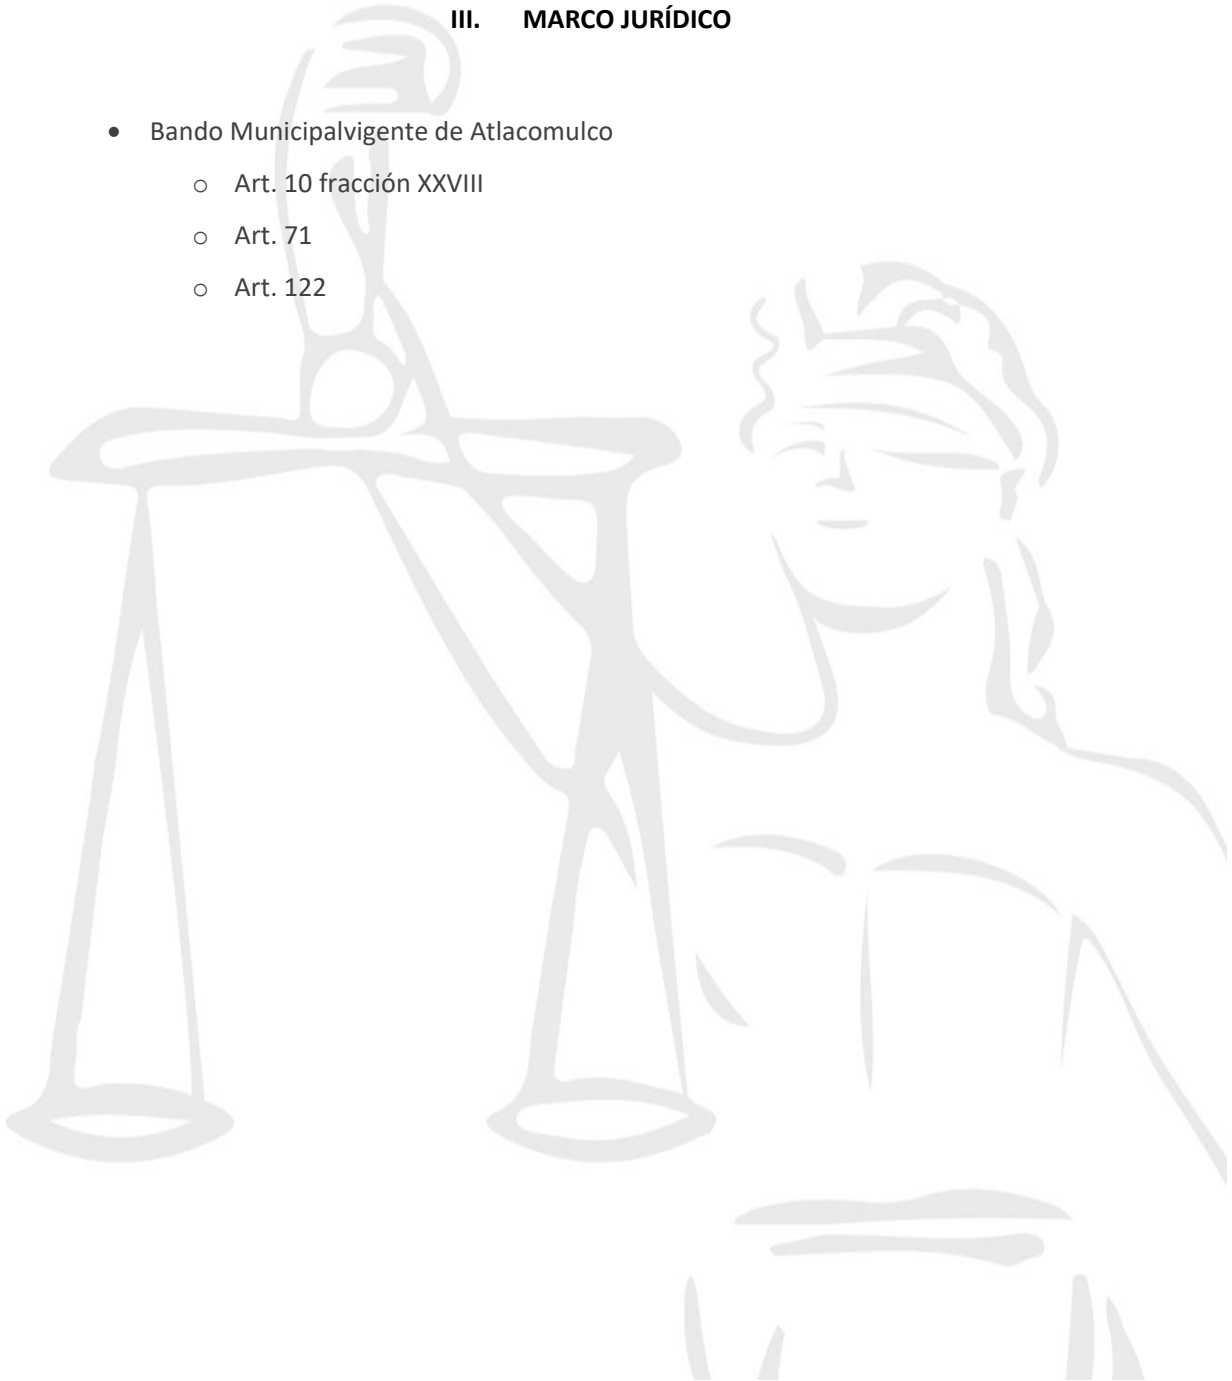 III. MARCO JURÍDICO
• Bando Municipalvigente de Atlacomulco
o Art. 10 fracción XXVIII
o Art. 71
o Art. 122